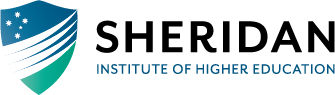 SHERIDAN
INSTITUTE OF HIGHER EDUCATION